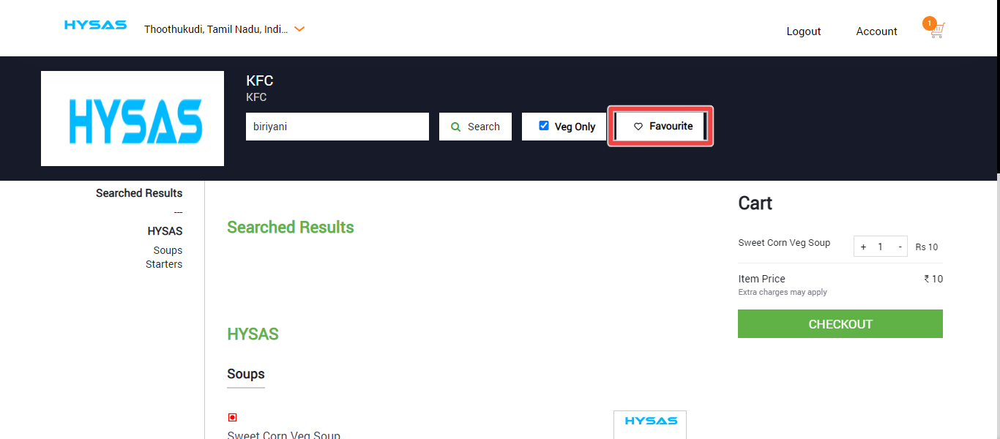 HYSAS
Thoothukudi, Tamil Nadu, Indi...
Logout
Account
1
HYSAS
KFC
KFC
biriyani
Search
Veg Only
Favourite
Searched Results
---
HYSAS
Soups
Starters
Searched Results
HYSAS
Soups
Sweet Corn Veg Soup
HYSAS
Cart
Sweet Corn Veg Soup
+ 1 - Rs 10
Item Price ₹ 10
Extra charges may apply
CHECKOUT